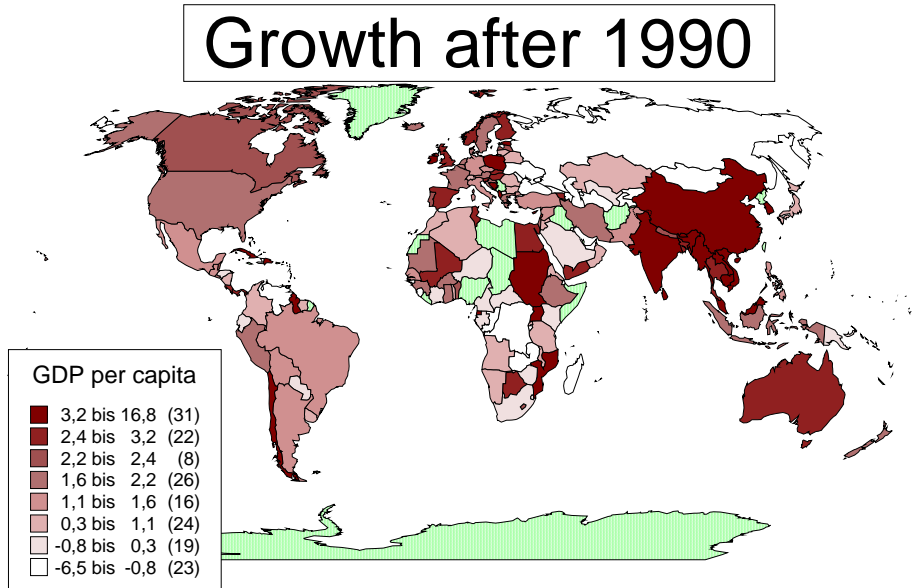 Growth after 1990
GDP per capita
3,2 bis 16,8 (31)
2,4 bis 3,2 (22)
2,2 bis 2,4 (8)
1,6 bis 2,2 (26)
1,1 bis 1,6 (16)
0,3 bis 1,1 (24)
-0,8 bis 0,3 (19)
-6,5 bis -0,8 (23)